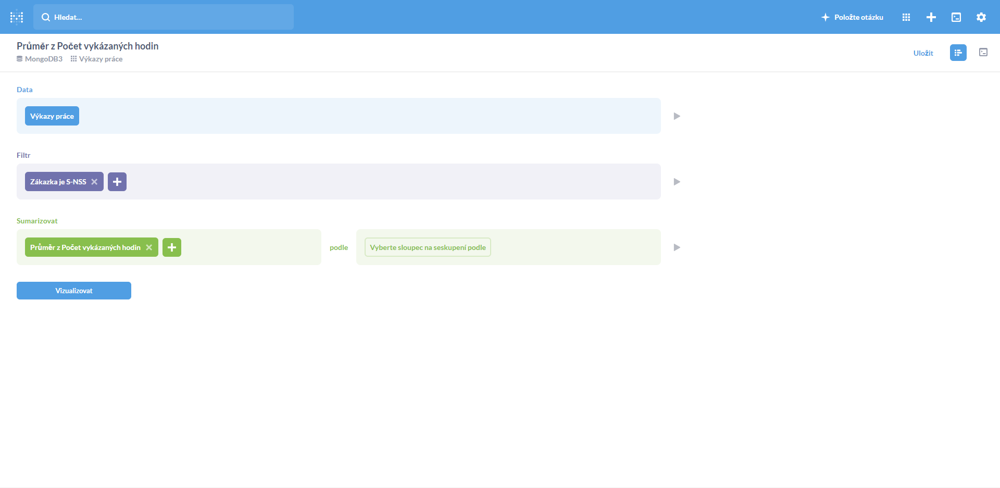 Hledat...
Položte otázku
Průměr z Počet vykázaných hodin
MongoDB3 Výkazy práce
Uložit
Data
Výkazy práce
Filtr
Zákazka je S-NSS
Sumarizovat
Průměr z Počet vykázaných hodin
podle
Vyberte sloupec na seskupení podle
Vizualizovat